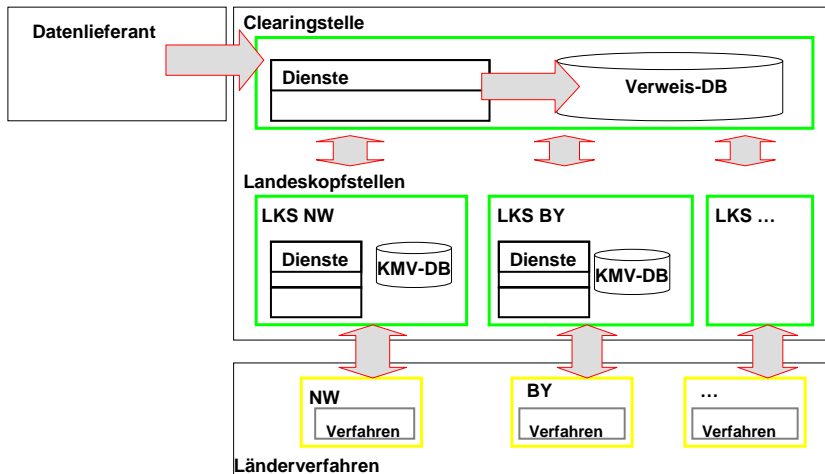 Datenlieferant
Clearingstelle
Dienste
Verweis-DB
Landeskopfstellen
LKS NW
LKS BY
LKS …
Dienste
KMV-DB
Dienste
KMV-DB
NW
BY
…
Verfahren
Verfahren
Verfahren
Länderverfahren